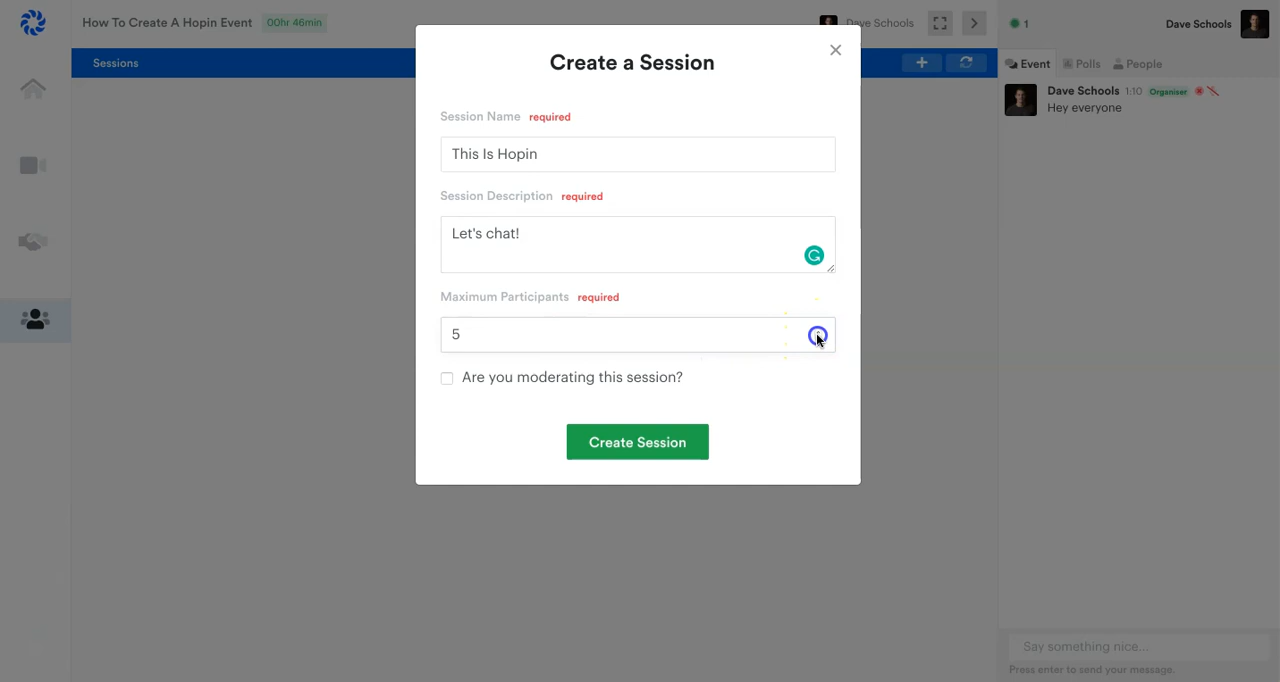 How To Create A Hopin Event 00hr 46min
Dave Schools
1
Dave Schools
Sessions
Event Polls People
Dave Schools 1:10 Organiser
Hey everyone
Create a Session
Session Name required
This Is Hopin
Session Description required
Let's chat!
Maximum Participants required
5
Are you moderating this session?
Create Session
Say something nice...
Press enter to send your message.